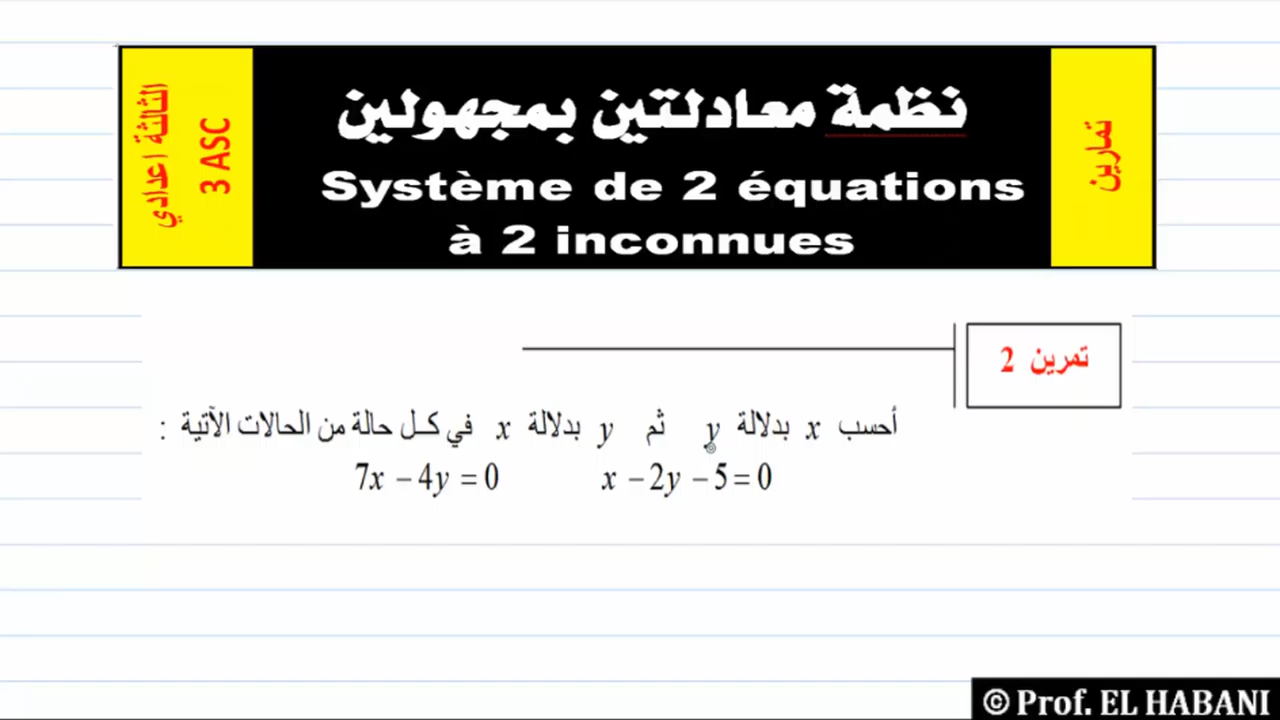 الثالثة اعدادي
3 ASC
نظمة معادلتين بمجهولين
Système de 2 équations
à 2 inconnues
تمارين
تمرين 2
أحسب x بدلالة y ثم y بدلالة x في كل حالة من الحالات الآتية :
7x − 4y = 0 x − 2y − 5 = 0
© Prof. EL HABANI